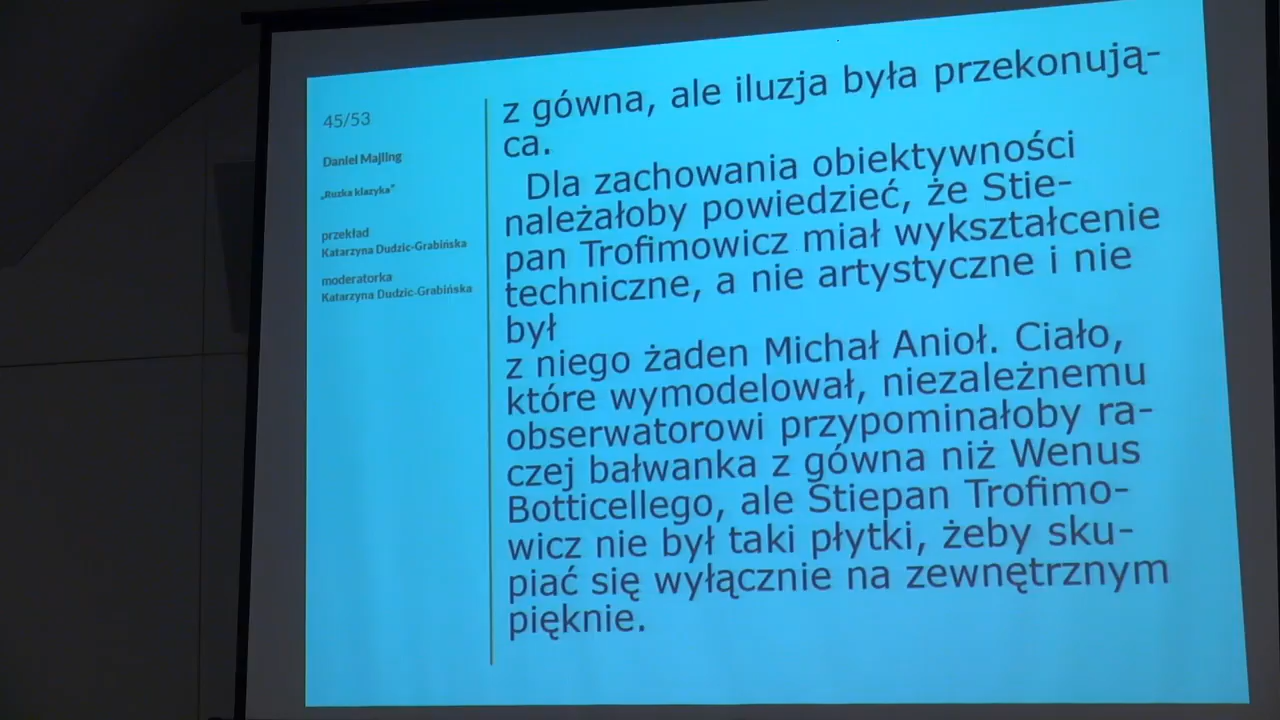 45/53
Daniel Majling
„Ruzka klazyka”
przekład
Katarzyna Dudzic-Grabińska
moderatorka
Katarzyna Dudzic-Grabińska
z gówna, ale iluzja była przekonują-
ca.
Dla zachowania obiektywności
należałoby powiedzieć, że Stie-
pan Trofimowicz miał wykształcenie
techniczne, a nie artystyczne i nie
był
z niego żaden Michał Anioł. Ciało,
które wymodelował, niezależnemu
obserwatorowi przypominałoby ra-
czej bałwanka z gówna niż Wenus
Botticellego, ale Stiepan Trofimo-
wicz nie był taki płytki, żeby sku-
piać się wyłącznie na zewnętrznym
pięknie.